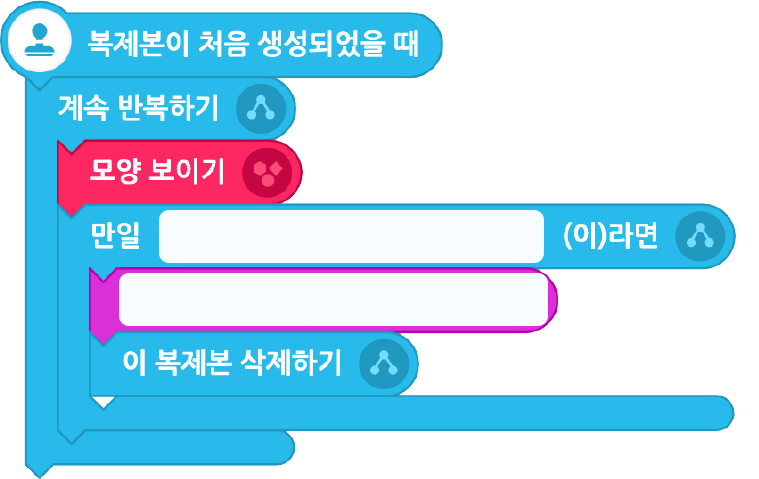 복제본이 처음 생성되었을 때
계속 반복하기
모양 보이기
만일 (이)라면
이 복제본 삭제하기